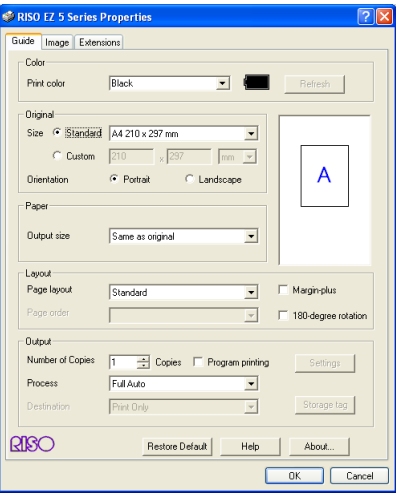 RISO EZ 5 Series Properties
Guide Image Extensions
Color
Print color Black Refresh
Original
Size Standard A4 210 x 297 mm
Custom 210 x 297 mm
Orientation Portrait Landscape
A
Paper
Output size Same as original
Layout
Page layout Standard Margin-plus
Page order 180-degree rotation
Output
Number of Copies 1 Copies Program printing Settings
Process Full Auto
Destination Print Only Storage tag
RISO Restore Default Help About...
OK Cancel